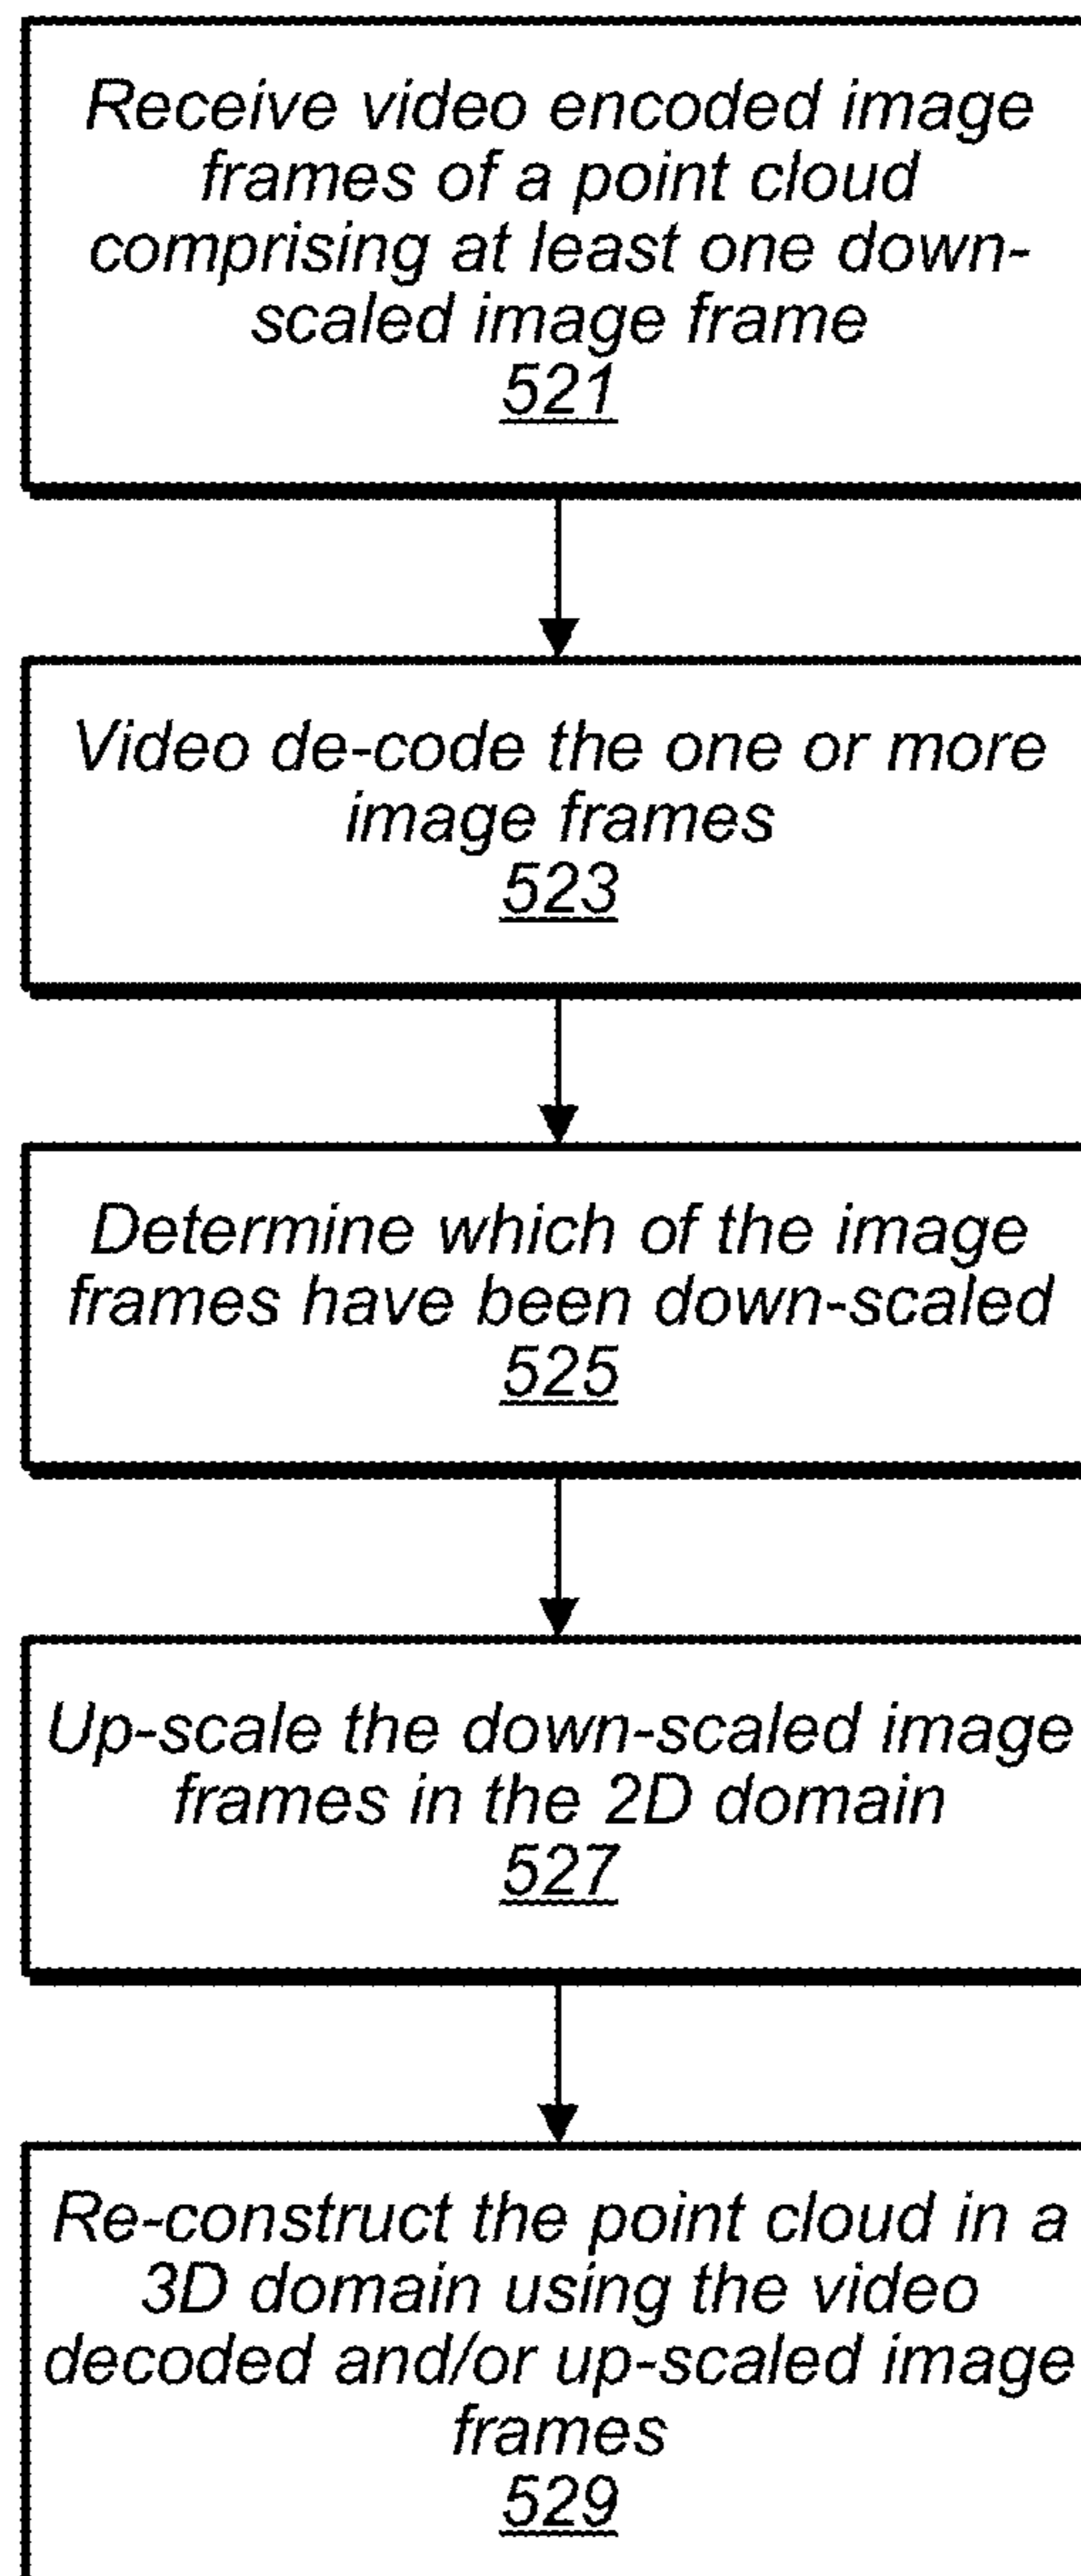 Receive video encoded image
frames of a point cloud
comprising at least one down-
scaled image frame
521
Video de-code the one or more
image frames
523
Determine which of the image
frames have been down-scaled
525
Up-scale the down-scaled image
frames in the 2D domain
527
Re-construct the point cloud in a
3D domain using the video
decoded and/or up-scaled image
frames
529